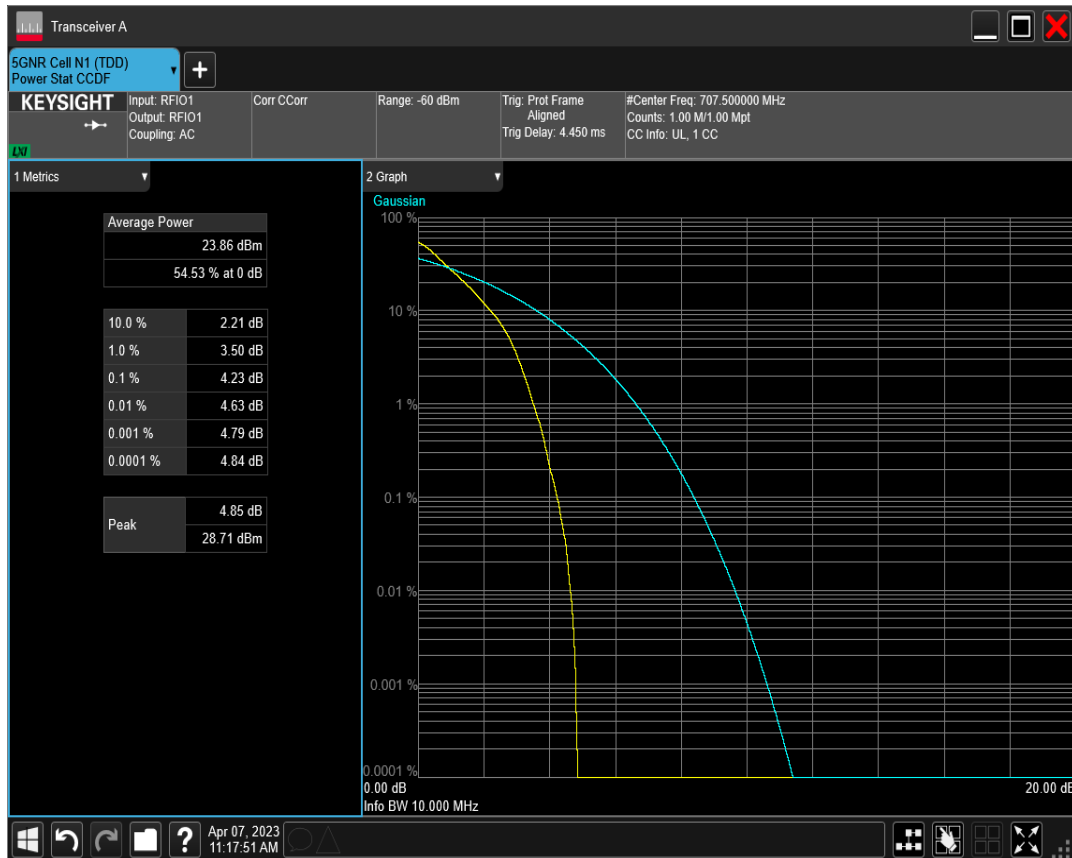 Transceiver A
5GNR Cell N1 (TDD)
Power Stat CCDF
KEYSIGHT
LXI
Input: RFIO1
Output: RFIO1
Coupling: AC
Corr CCorr
Range: -60 dBm
Trig: Prot Frame
Aligned
Trig Delay: 4.450 ms
#Center Freq: 707.500000 MHz
Counts: 1.00 M/1.00 Mpt
CC Info: UL, 1 CC
1 Metrics
Average Power
23.86 dBm
54.53 % at 0 dB
10.0 % 2.21 dB
1.0 % 3.50 dB
0.1 % 4.23 dB
0.01 % 4.63 dB
0.001 % 4.79 dB
0.0001 % 4.84 dB
Peak 4.85 dB
28.71 dBm
2 Graph
Gaussian
100 %
10 %
1 %
0.1 %
0.01 %
0.001 %
0.0001 %
0.00 dB 20.00 dB
Info BW 10.000 MHz
Apr 07, 2023
11:17:51 AM